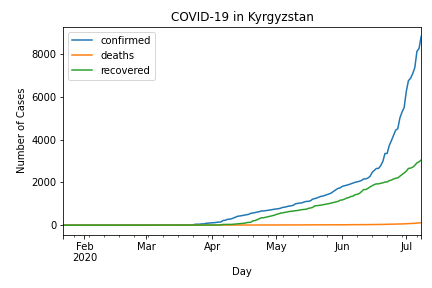 COVID-19 in Kyrgyzstan
confirmed
deaths
recovered
Number of Cases
8000
6000
4000
2000
0
Feb Mar Apr May Jun Jul
2020
Day